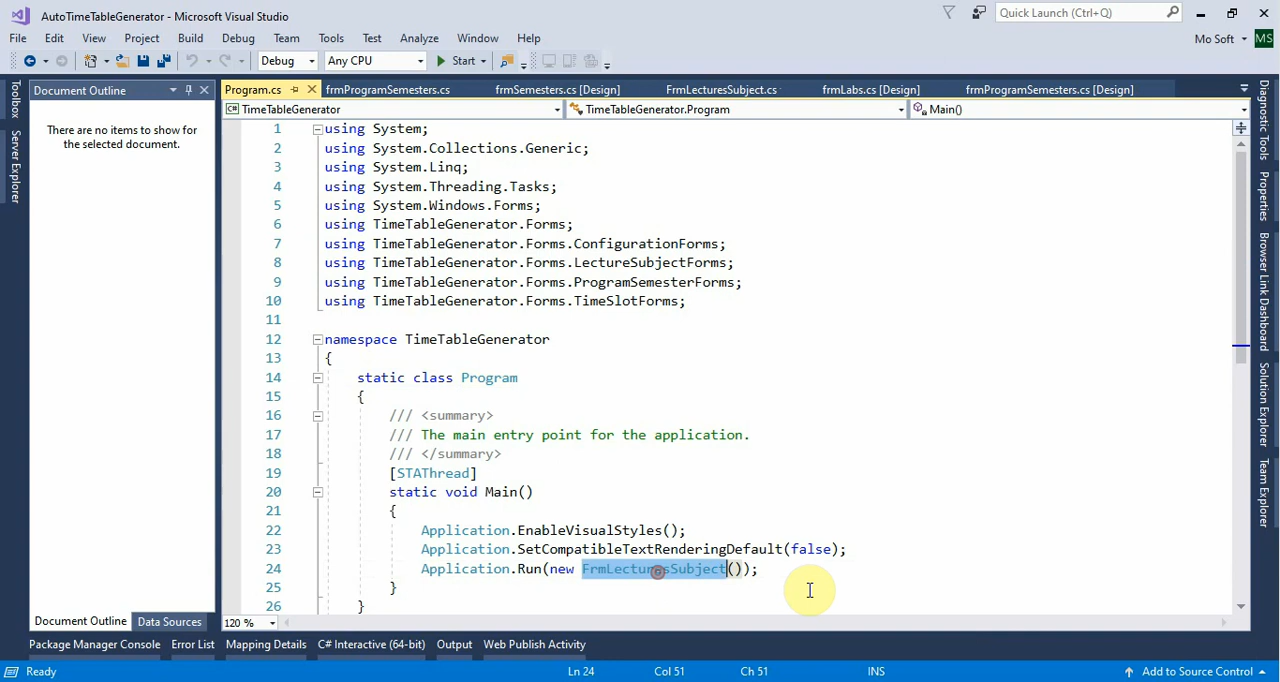 AutoTimeTableGenerator - Microsoft Visual Studio
Quick Launch (Ctrl+Q)
File Edit View Project Build Debug Team Tools Test Analyze Window Help
Mo Soft MS
Debug Any CPU Start
Document Outline
Program.cs frmProgramSemesters.cs frmSemesters.cs [Design] FrmLecturesSubject.cs frmLabs.cs [Design] frmProgramSemesters.cs [Design]
C# TimeTableGenerator TimeTableGenerator.Program Main()
There are no items to show for
the selected document.
Toolbox
Server Explorer
1 using System;
2 using System.Collections.Generic;
3 using System.Linq;
4 using System.Threading.Tasks;
5 using System.Windows.Forms;
6 using TimeTableGenerator.Forms;
7 using TimeTableGenerator.Forms.ConfigurationForms;
8 using TimeTableGenerator.Forms.LectureSubjectForms;
9 using TimeTableGenerator.Forms.ProgramSemesterForms;
10 using TimeTableGenerator.Forms.TimeSlotForms;
11
12 namespace TimeTableGenerator
13 {
14 static class Program
15 {
16 /// <summary>
17 /// The main entry point for the application.
18 /// </summary>
19 [STAThread]
20 static void Main()
21 {
22 Application.EnableVisualStyles();
23 Application.SetCompatibleTextRenderingDefault(false);
24 Application.Run(new FrmLecturesSubject());
25 }
26 }
Diagnostic Tools
Properties
Browser Link Dashboard
Solution Explorer
Team Explorer
Document Outline Data Sources
120 %
Package Manager Console Error List Mapping Details C# Interactive (64-bit) Output Web Publish Activity
Ready Ln 24 Col 51 Ch 51 INS Add to Source Control